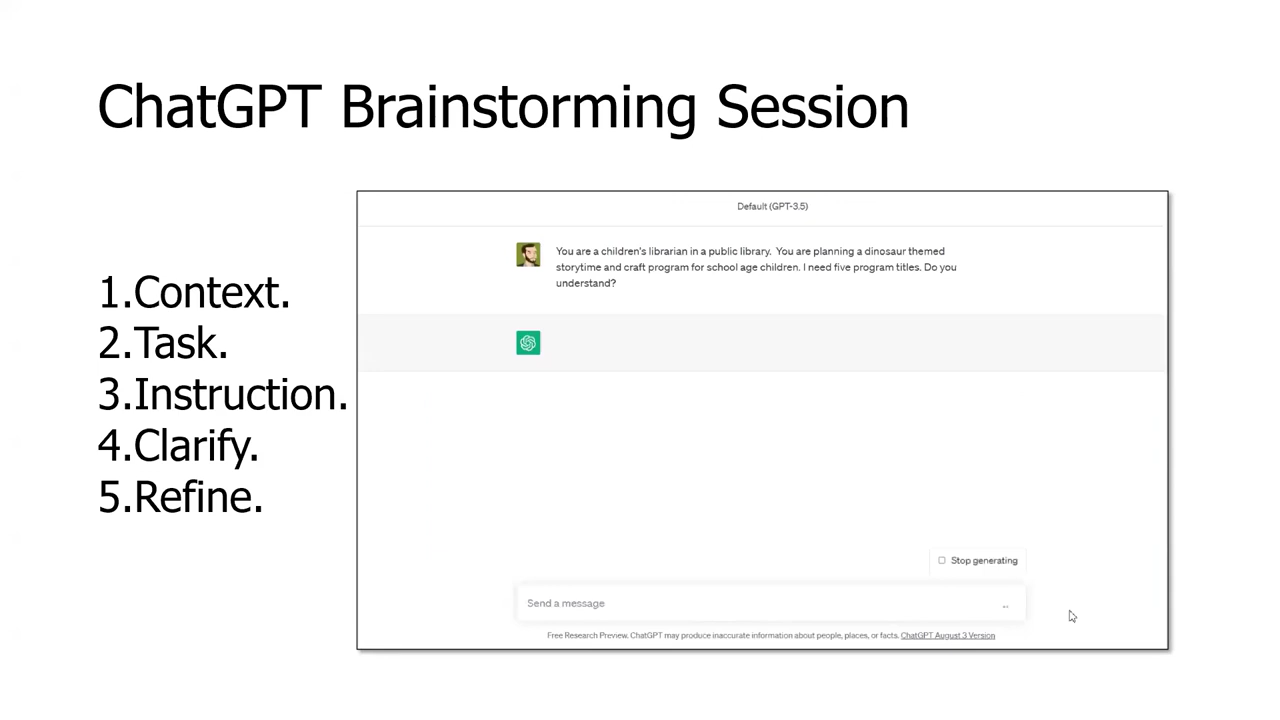 ChatGPT Brainstorming Session
1.Context.
2.Task.
3.Instruction.
4.Clarify.
5.Refine.
Default (GPT-3.5)
You are a children's librarian in a public library.  You are planning a dinosaur themed
storytime and craft program for school age children. I need five program titles. Do you
understand?
Stop generating
Send a message
Free Research Preview. ChatGPT may produce inaccurate information about people, places, or facts. ChatGPT August 3 Version